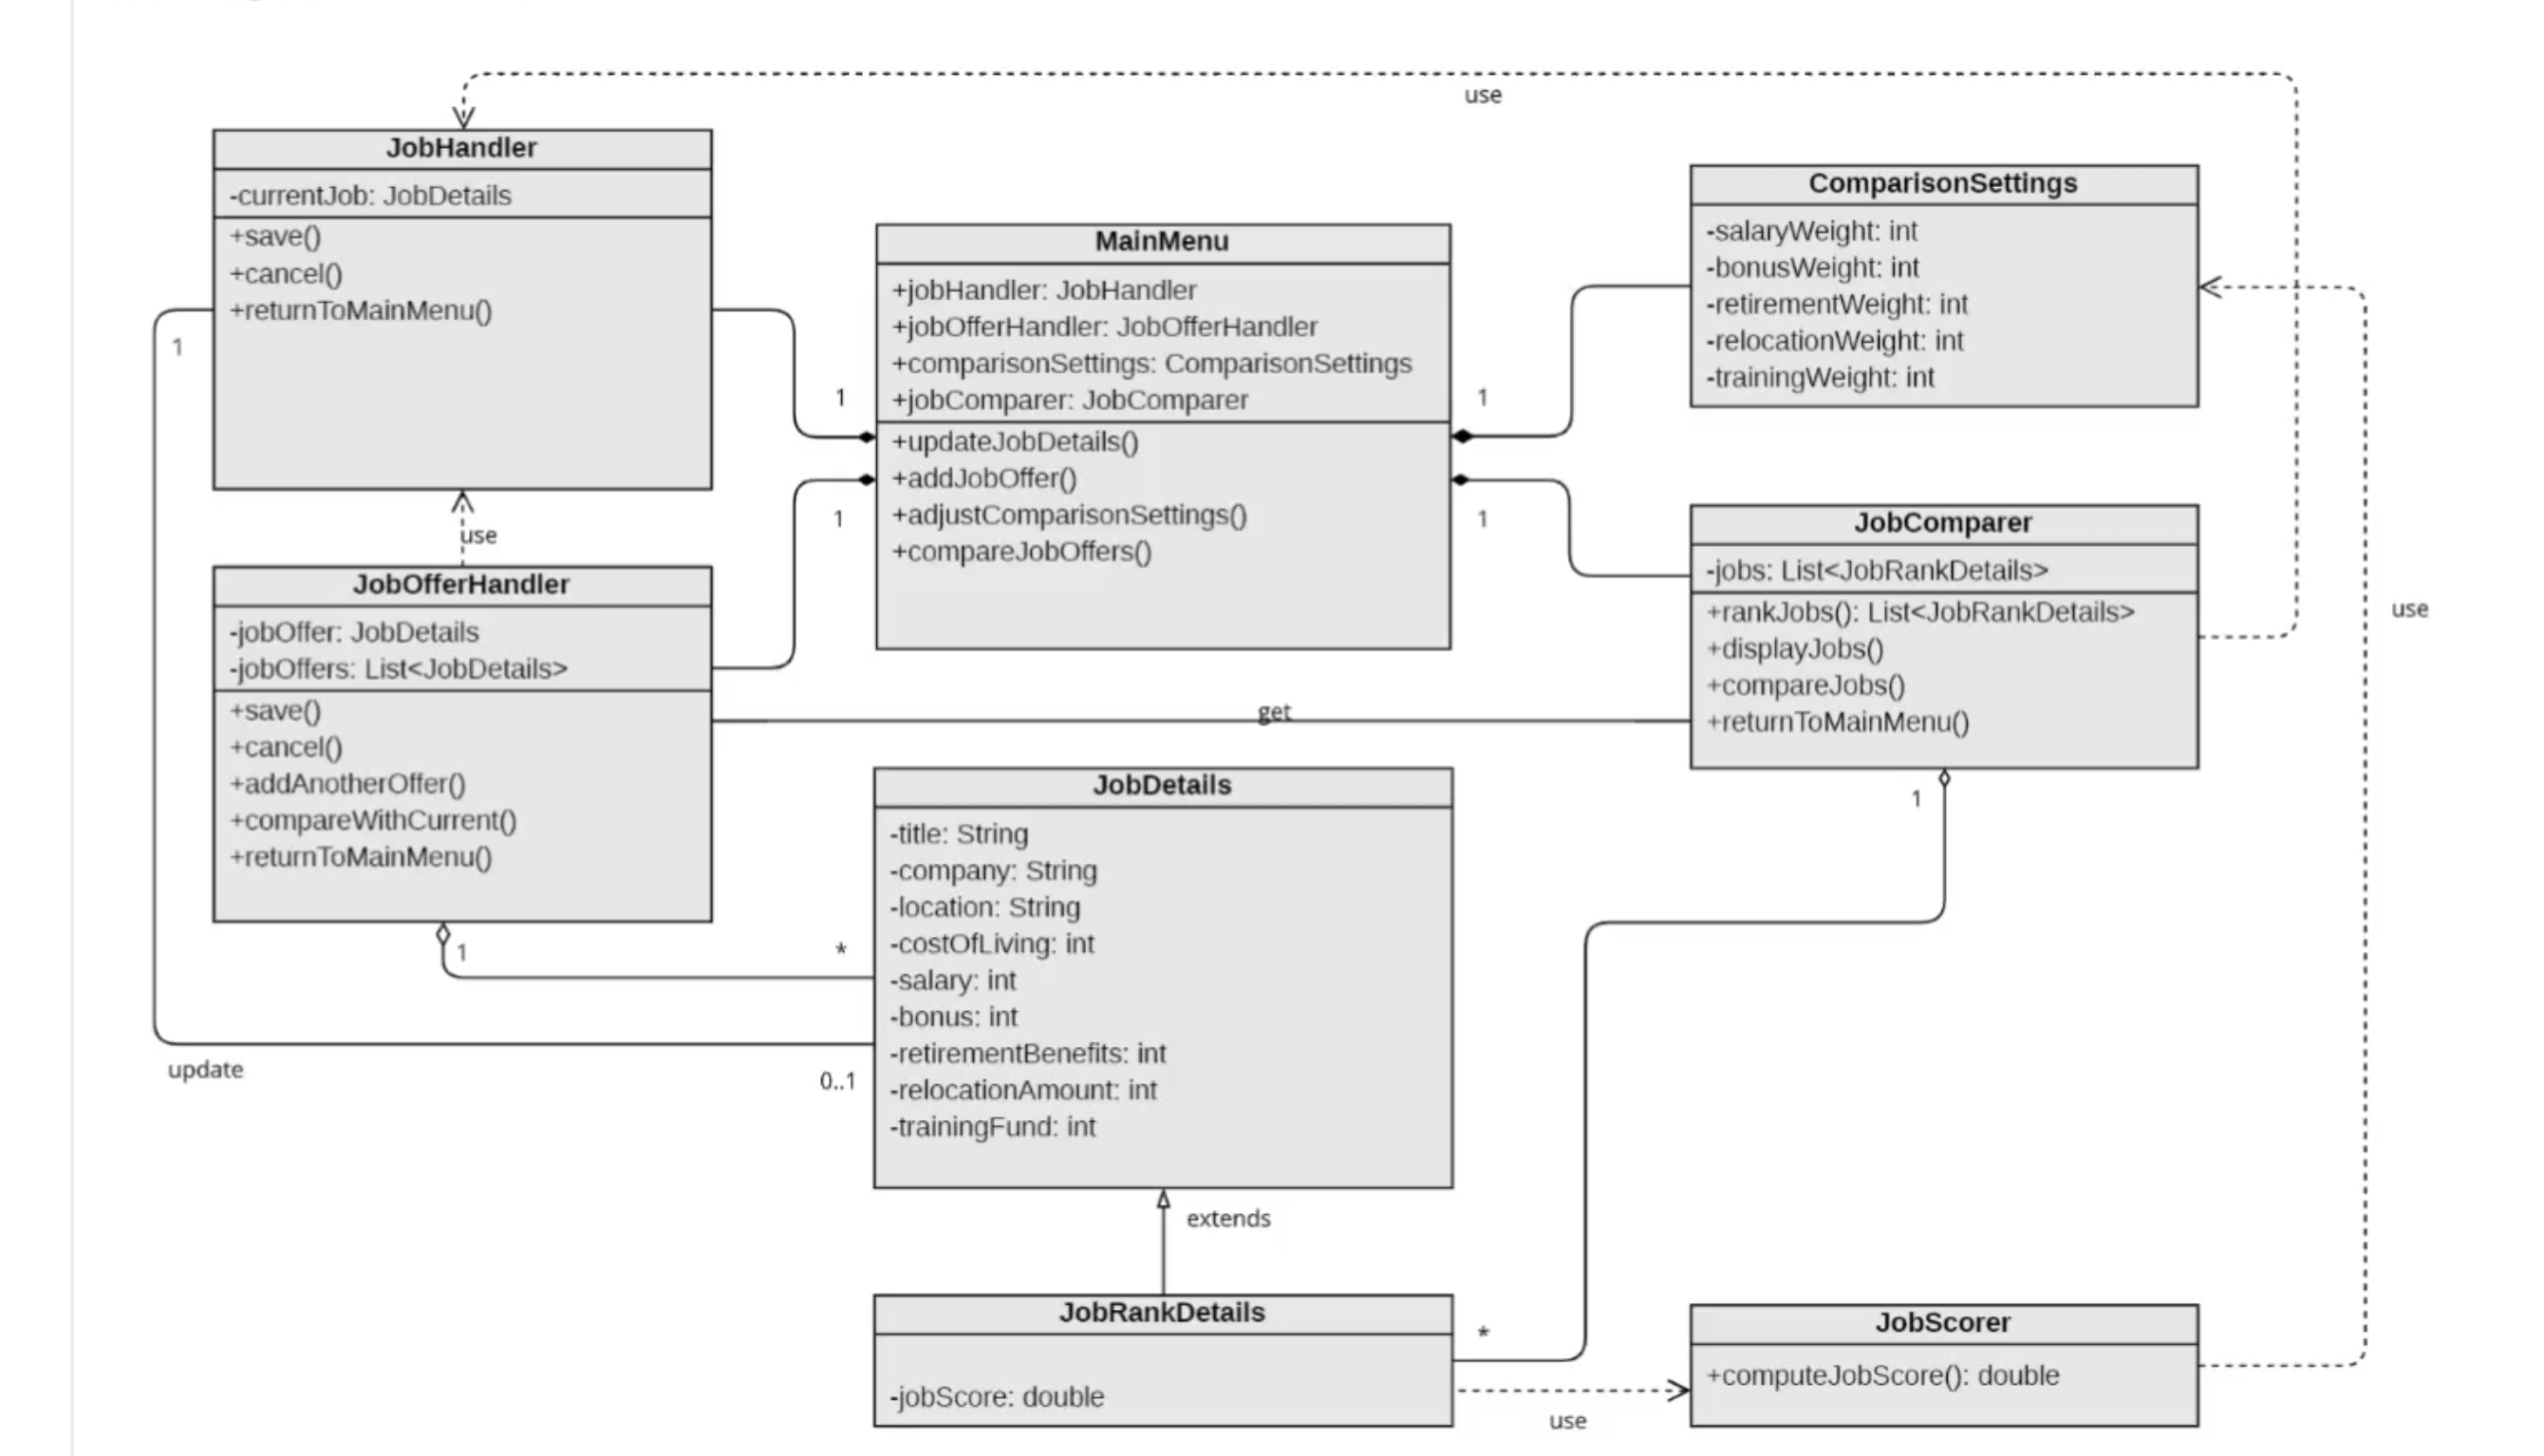 use
JobHandler
-currentJob: JobDetails
+save()
+cancel()
+returnToMainMenu()
1
1
use
MainMenu
+jobHandler: JobHandler
+jobOfferHandler: JobOfferHandler
+comparisonSettings: ComparisonSettings
+jobComparer: JobComparer
+updateJobDetails()
+addJobOffer()
+adjustComparisonSettings()
+compareJobOffers()
ComparisonSettings
-salaryWeight: int
-bonusWeight: int
-retirementWeight: int
-relocationWeight: int
-trainingWeight: int
1
1
1
JobOfferHandler
-jobOffer: JobDetails
-jobOffers: List<JobDetails>
+save()
+cancel()
+addAnotherOffer()
+compareWithCurrent()
+returnToMainMenu()
get
JobComparer
-jobs: List<JobRankDetails>
+rankJobs(): List<JobRankDetails>
+displayJobs()
+compareJobs()
+returnToMainMenu()
use
1
1
*
update
0..1
JobDetails
-title: String
-company: String
-location: String
-costOfLiving: int
-salary: int
-bonus: int
-retirementBenefits: int
-relocationAmount: int
-trainingFund: int
extends
JobRankDetails
-jobScore: double
*
use
JobScorer
+computeJobScore(): double